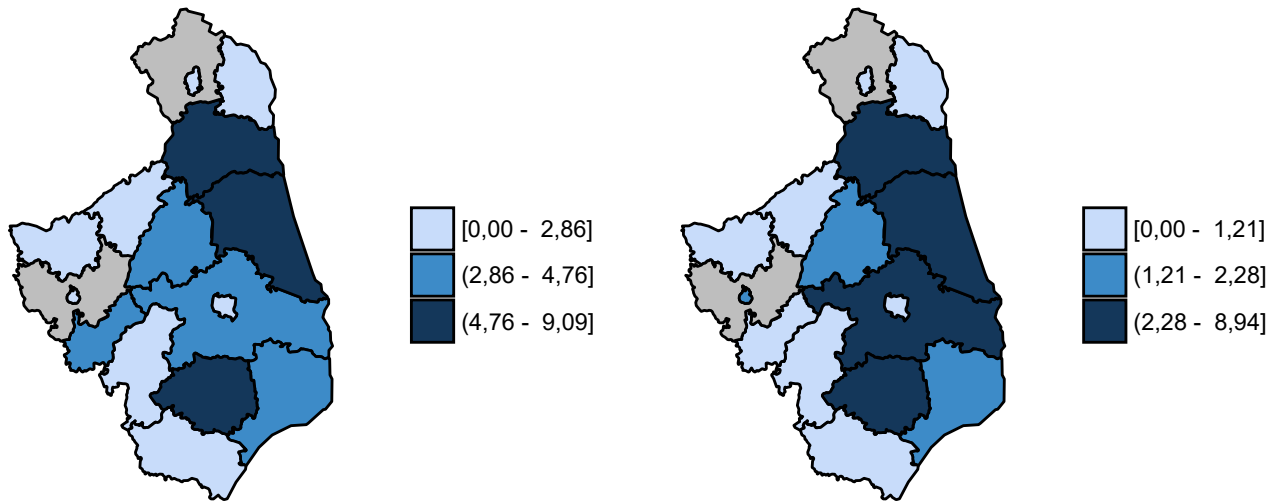 [0,00 - 2,86]
(2,86 - 4,76]
(4,76 - 9,09]
[0,00 - 1,21]
(1,21 - 2,28]
(2,28 - 8,94]